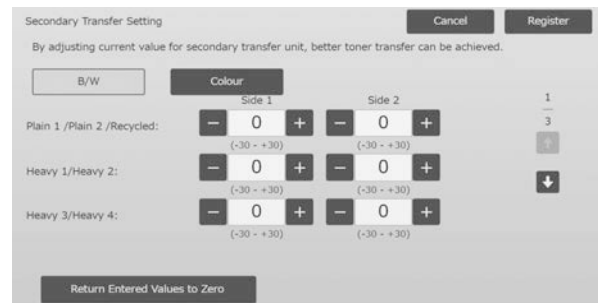 Secondary Transfer Setting Cancel Register
By adjusting current value for secondary transfer unit, better toner transfer can be achieved.
B/W Colour
Side 1 Side 2 1
Plain 1 /Plain 2 /Recycled: − 0 + − 0 + 3
(-30 - +30) (-30 - +30)
Heavy 1/Heavy 2: − 0 + − 0 +
(-30 - +30) (-30 - +30)
Heavy 3/Heavy 4: − 0 + − 0 +
(-30 - +30) (-30 - +30)
Return Entered Values to Zero